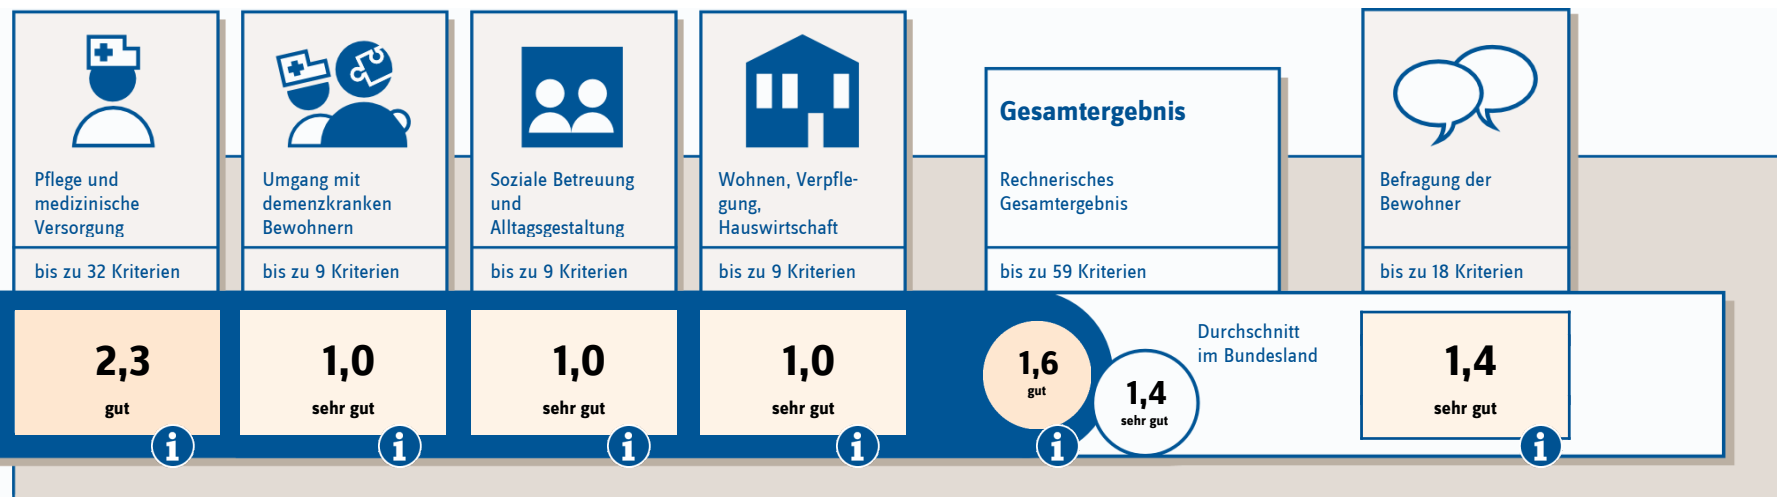 Pflege und
medizinische
Versorgung
bis zu 32 Kriterien
2,3
gut
i
Umgang mit
demenzkranken
Bewohnern
bis zu 9 Kriterien
1,0
sehr gut
i
Soziale Betreuung
und
Alltagsgestaltung
bis zu 9 Kriterien
1,0
sehr gut
i
Wohnen, Verpfle-
gung,
Hauswirtschaft
bis zu 9 Kriterien
1,0
sehr gut
i
Gesamtergebnis
Rechnerisches
Gesamtergebnis
bis zu 59 Kriterien
1,6
gut
i
1,4
sehr gut
Durchschnitt
im Bundesland
Befragung der
Bewohner
bis zu 18 Kriterien
1,4
sehr gut
i